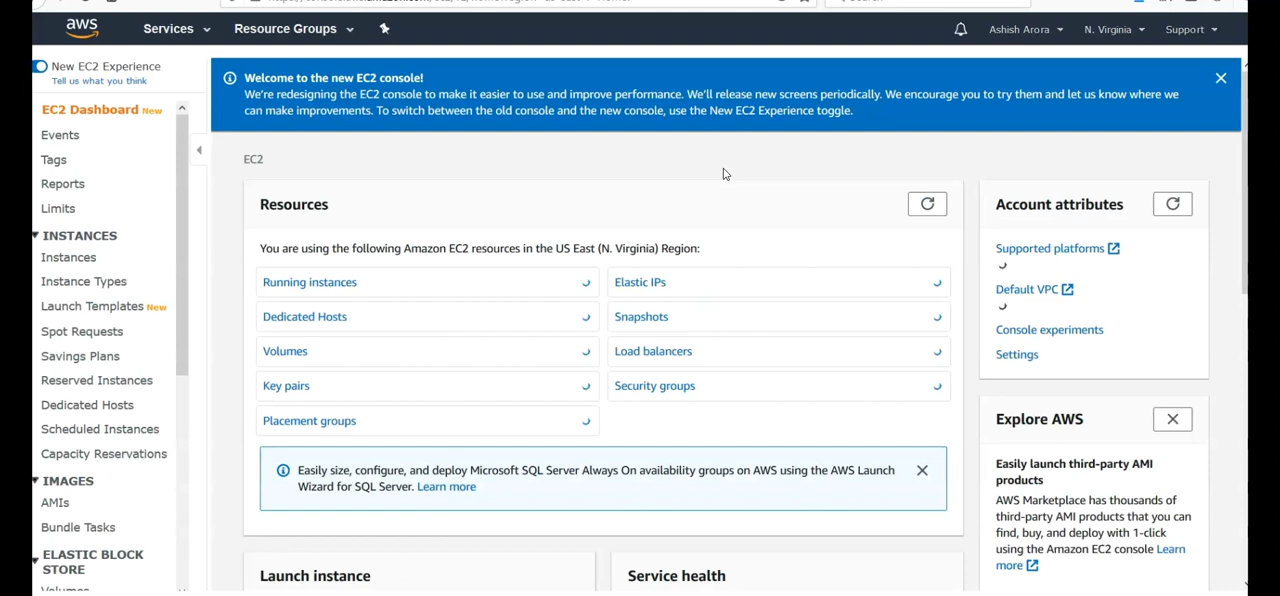 aws
Services
Resource Groups
Ashish Arora
N. Virginia
Support
New EC2 Experience
Tell us what you think
EC2 Dashboard New
Events
Tags
Reports
Limits
INSTANCES
Instances
Instance Types
Launch Templates New
Spot Requests
Savings Plans
Reserved Instances
Dedicated Hosts
Scheduled Instances
Capacity Reservations
IMAGES
AMIs
Bundle Tasks
ELASTIC BLOCK
STORE
Volumes
Welcome to the new EC2 console!
We're redesigning the EC2 console to make it easier to use and improve performance. We'll release new screens periodically. We encourage you to try them and let us know where we
can make improvements. To switch between the old console and the new console, use the New EC2 Experience toggle.
EC2
Resources
You are using the following Amazon EC2 resources in the US East (N. Virginia) Region:
Running instances
Elastic IPs
Dedicated Hosts
Snapshots
Volumes
Load balancers
Key pairs
Security groups
Placement groups
Easily size, configure, and deploy Microsoft SQL Server Always On availability groups on AWS using the AWS Launch
Wizard for SQL Server. Learn more
Launch instance
Service health
Account attributes
Supported platforms
Default VPC
Console experiments
Settings
Explore AWS
Easily launch third-party AMI
products
AWS Marketplace has thousands of
third-party AMI products that you can
find, buy, and deploy with 1-click
using the Amazon EC2 console Learn
more